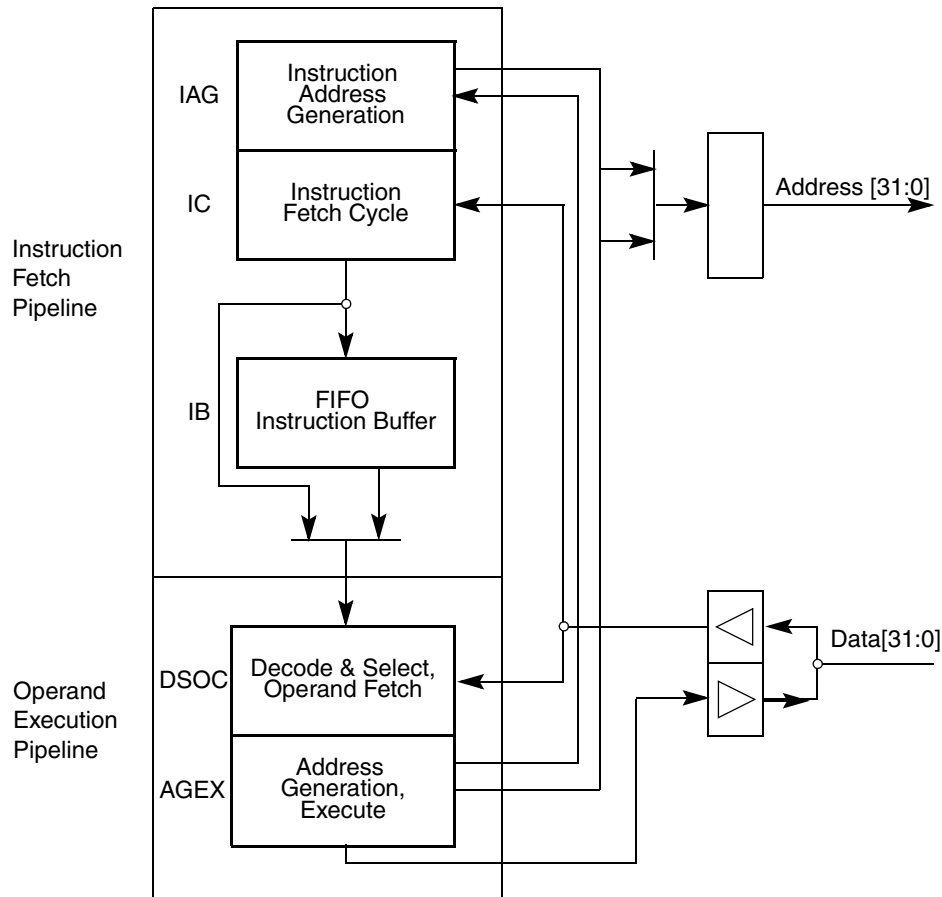 IAG
Instruction
Address
Generation
IC
Instruction
Fetch Cycle
Address [31:0]
Instruction
Fetch
Pipeline
IB
FIFO
Instruction Buffer
Data[31:0]
DSOC
Decode & Select,
Operand Fetch
Operand
Execution
Pipeline
AGEX
Address
Generation,
Execute